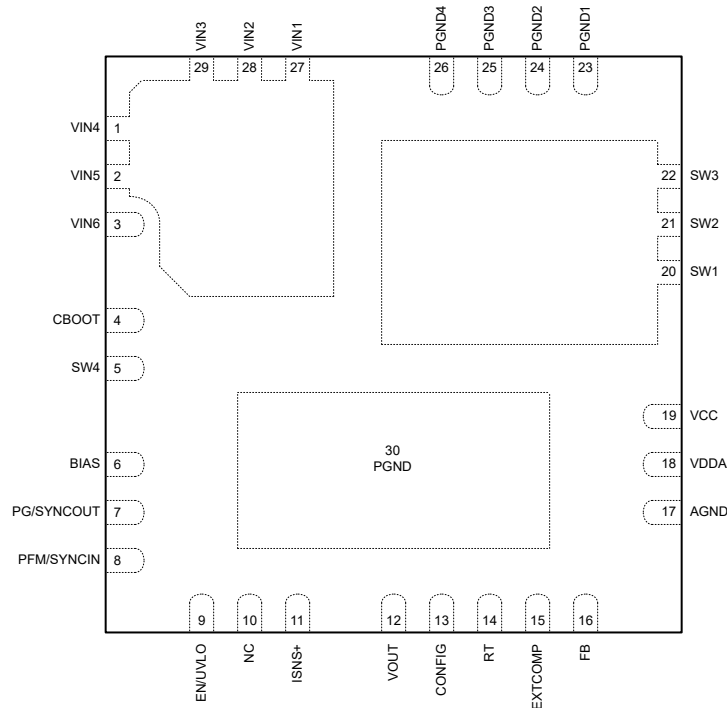 VIN3
VIN2
VIN1
PGND4
PGND3
PGND2
PGND1
29
28
27
26
25
24
23
VIN4 1
VIN5 2
VIN6 3
CBOOT 4
SW4 5
BIAS 6
PG/SYNCOUT 7
PFM/SYNCIN 8
22 SW3
21 SW2
20 SW1
19 VCC
18 VDDA
17 AGND
30
PGND
9
10
11
12
13
14
15
16
EN/UVLO
NC
ISNS+
VOUT
CONFIG
RT
EXTCOMP
FB